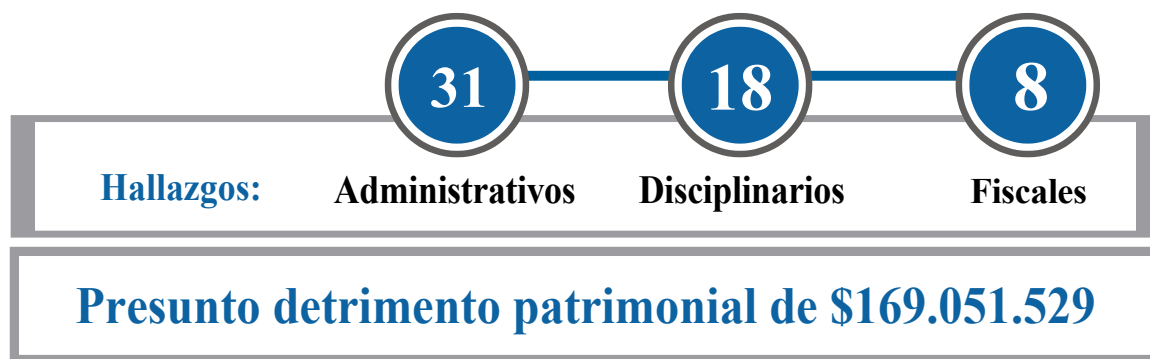 31 18 8
Hallazgos: Administrativos Disciplinarios Fiscales
Presunto detrimento patrimonial de $169.051.529